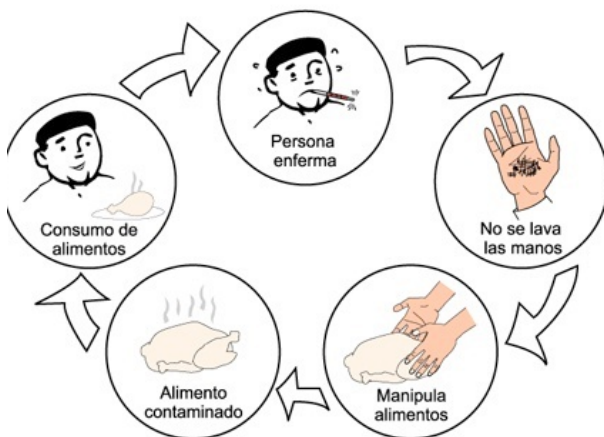 Persona
enferma
No se lava
las manos
Manipula
alimentos
Alimento
contaminado
Consumo de
alimentos